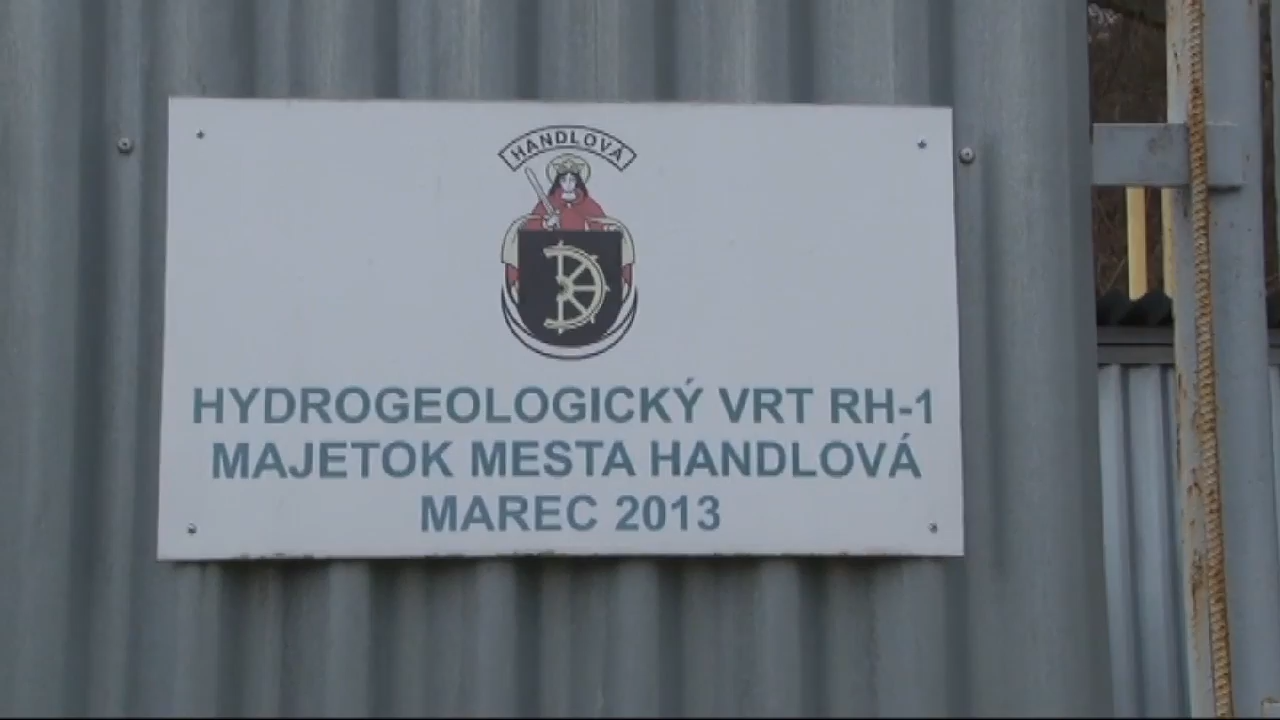 HANDLOVÁ
HYDROGEOLOGICKÝ VRT RH-1
MAJETOK MESTA HANDLOVÁ
MAREC 2013